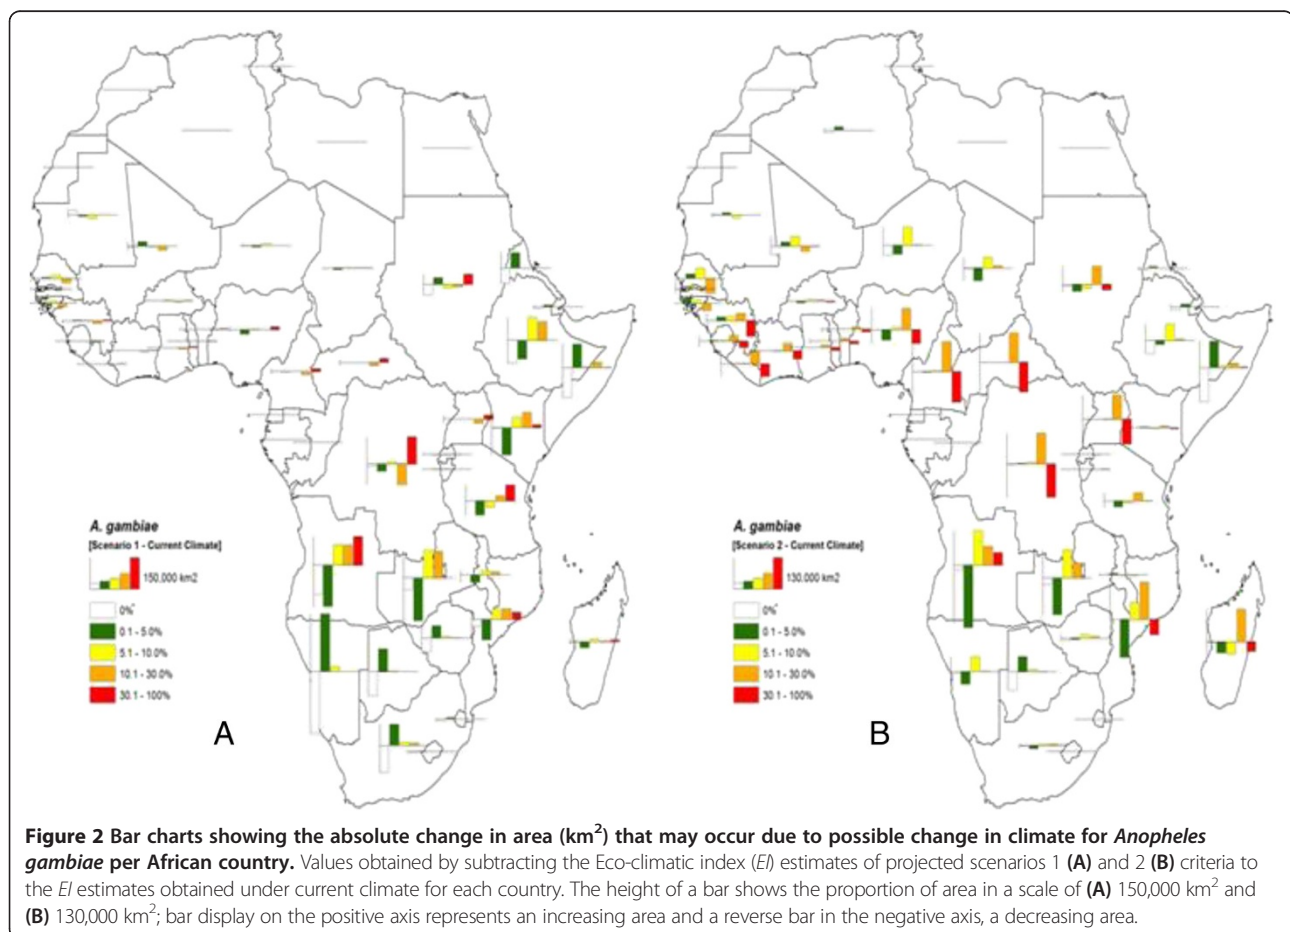 A. gambiae
[Scenario 1 - Current Climate]
150,000 km2
0%*
0.1 - 5.0%
5.1 - 10.0%
10.1 - 30.0%
30.1 - 100%
A
A. gambiae
[Scenario 2 - Current Climate]
130,000 km2
0%*
0.1 - 5.0%
5.1 - 10.0%
10.1 - 30.0%
30.1 - 100%
B
Figure 2 Bar charts showing the absolute change in area (km²) that may occur due to possible change in climate for Anopheles
gambiae per African country. Values obtained by subtracting the Eco-climatic index (EI) estimates of projected scenarios 1 (A) and 2 (B) criteria to
the EI estimates obtained under current climate for each country. The height of a bar shows the proportion of area in a scale of (A) 150,000 km² and
(B) 130,000 km²; bar display on the positive axis represents an increasing area and a reverse bar in the negative axis, a decreasing area.